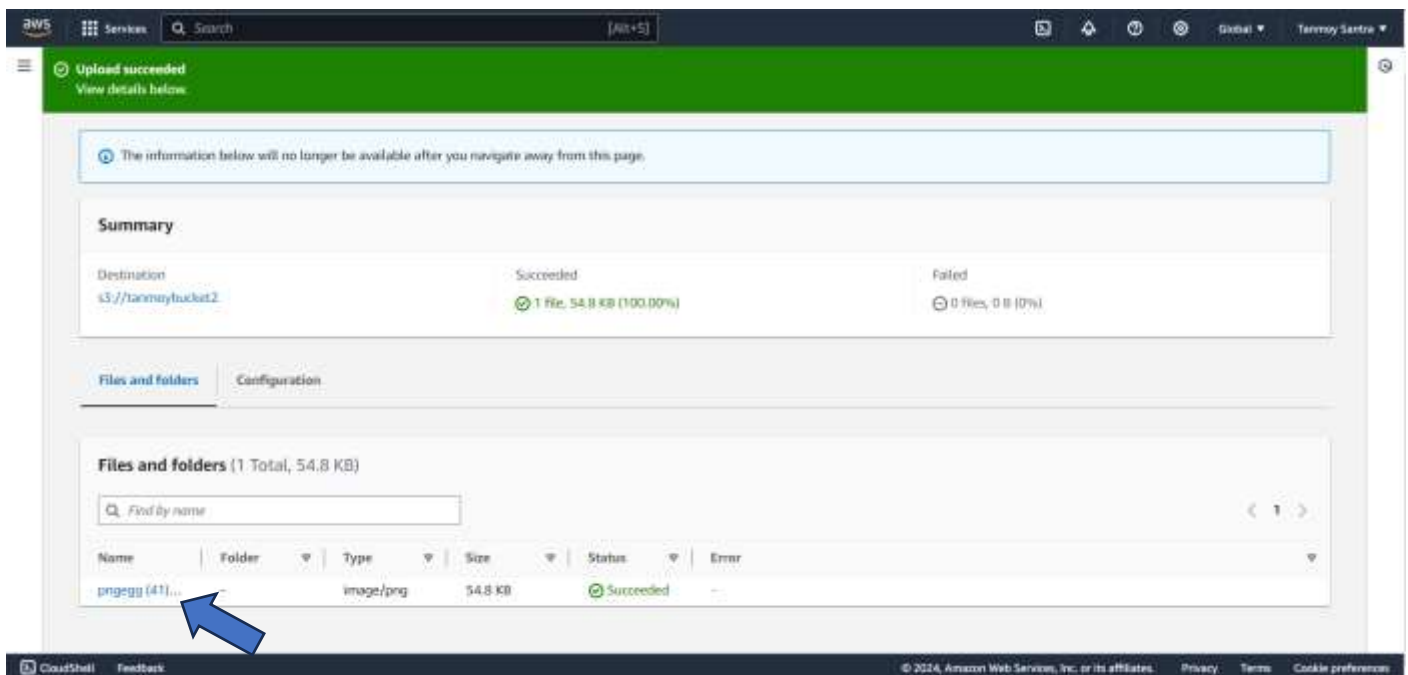 aws Services Search [Alt+S] Global Tanmoy Santra
Upload succeeded
View details below.
The information below will no longer be available after you navigate away from this page.
Summary
Destination Succeeded Failed
s3://tanmoybucket2 1 file, 54.8 KB (100.00%) 0 files, 0 B (0%)
Files and folders Configuration
Files and folders (1 Total, 54.8 KB)
Find by name
1
Name Folder Type Size Status Error
pngegg (41)... - image/png 54.8 KB Succeeded -
CloudShell Feedback © 2024, Amazon Web Services, Inc. or its affiliates. Privacy Terms Cookie preferences